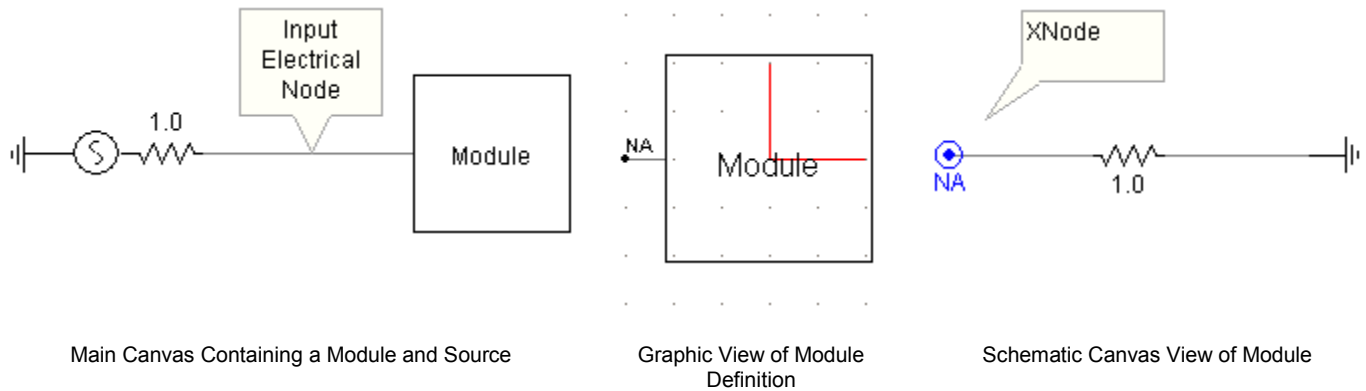 Input
Electrical
Node
1.0
Module
NA
Module
XNode
NA
1.0
Main Canvas Containing a Module and Source
Graphic View of Module
Definition
Schematic Canvas View of Module